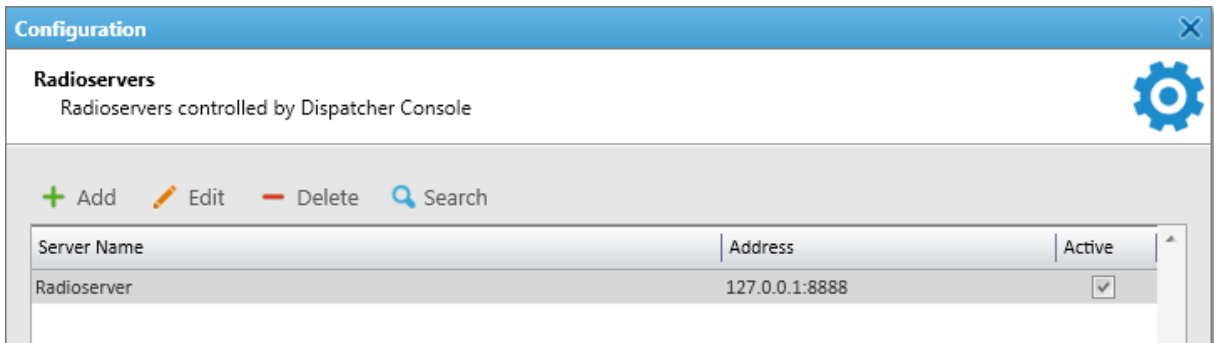 Configuration
Radioservers
Radioservers controlled by Dispatcher Console
Add Edit Delete Search
Server Name Address Active
Radioserver 127.0.0.1:8888